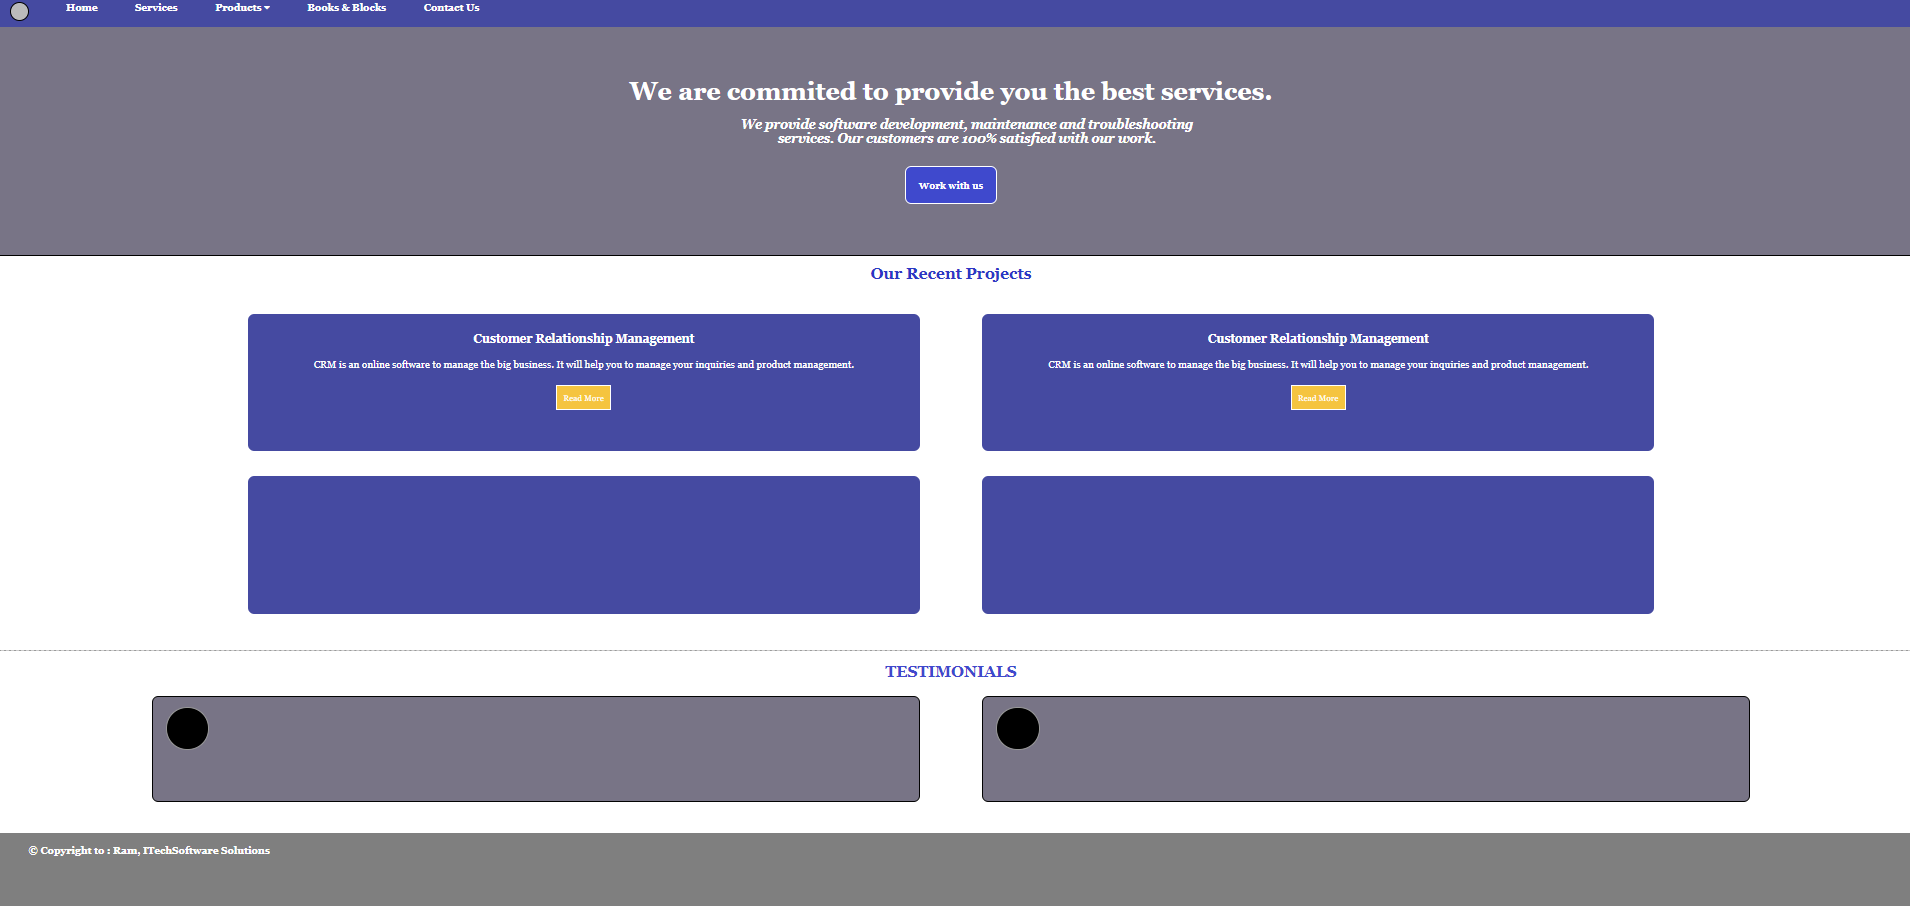 Home Services Products Books & Blocks Contact Us
We are commited to provide you the best services.
We provide software development, maintenance and troubleshooting
services. Our customers are 100% satisfied with our work.
Work with us
Our Recent Projects
Customer Relationship Management
CRM is an online software to manage the big business. It will help you to manage your inquiries and product management.
Read More
Customer Relationship Management
CRM is an online software to manage the big business. It will help you to manage your inquiries and product management.
Read More
TESTIMONIALS
© Copyright to : Ram, ITechSoftware Solutions